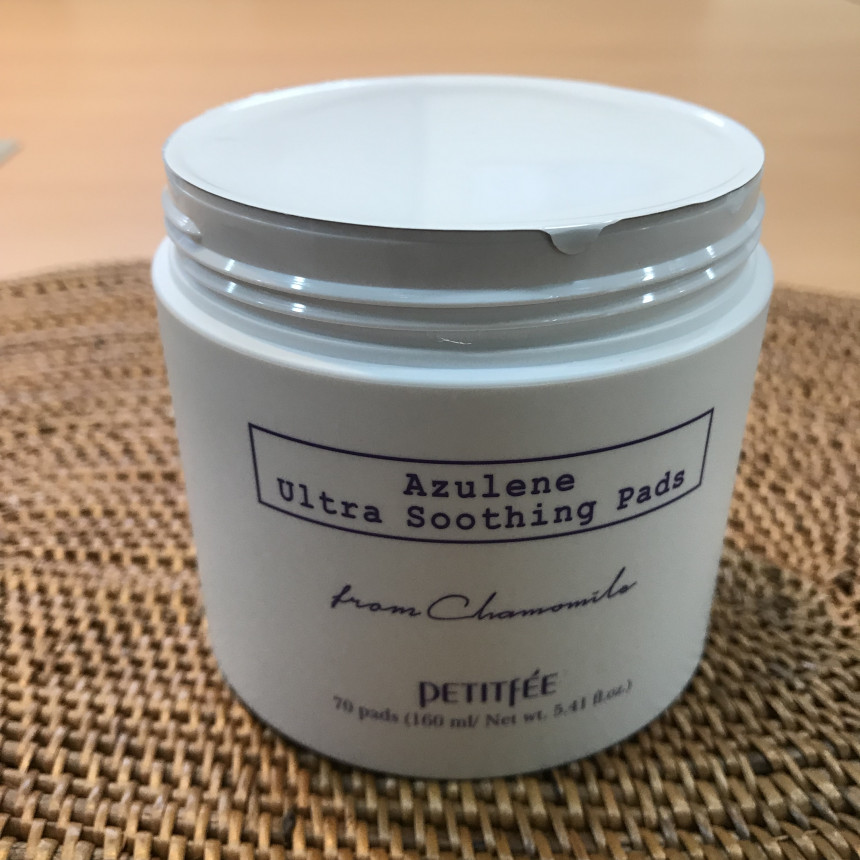 Azulene
Ultra Soothing Pads
from Chamomile
PETITFÉE
70 pads (160 ml/ Net wt. 5.41 fl.oz.)